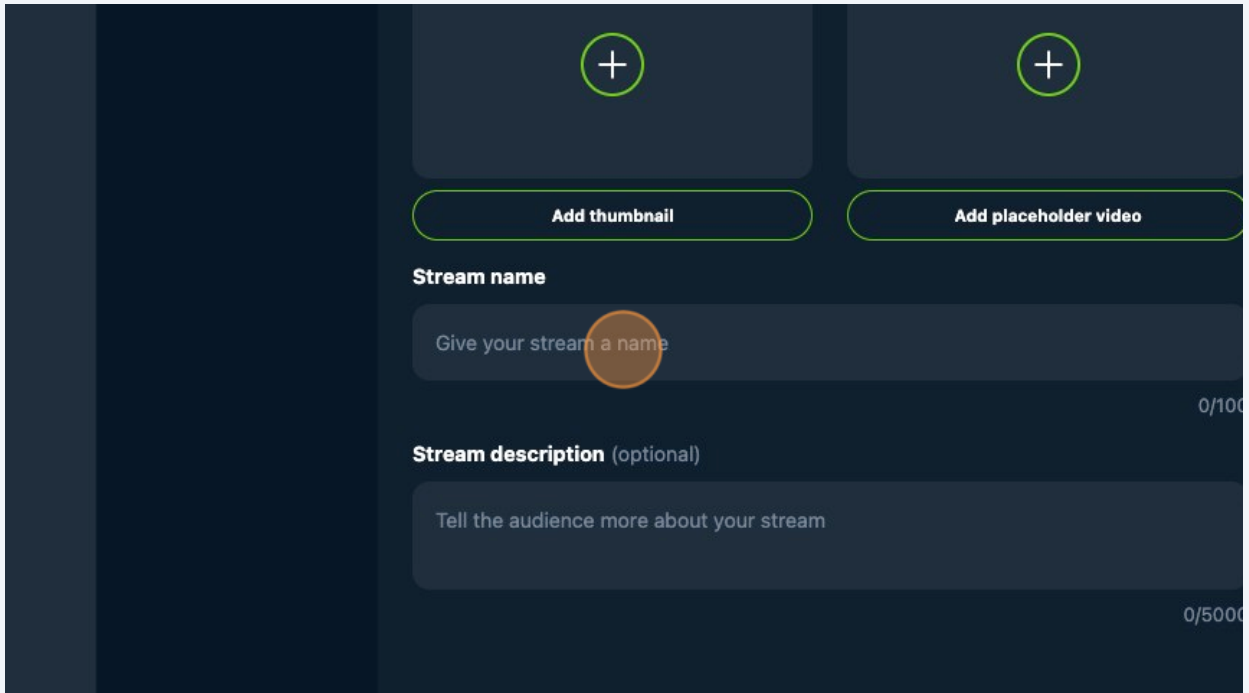 Add thumbnail
Add placeholder video
Stream name
Give your stream a name
0/100
Stream description (optional)
Tell the audience more about your stream
0/5000